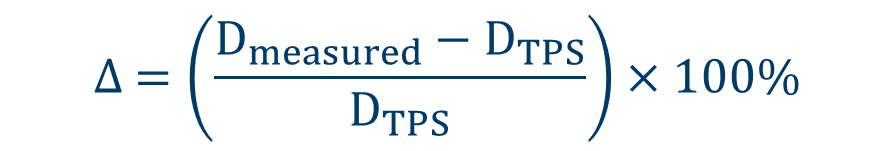 Δ = (D_measured − D_TPS / D_TPS) × 100%